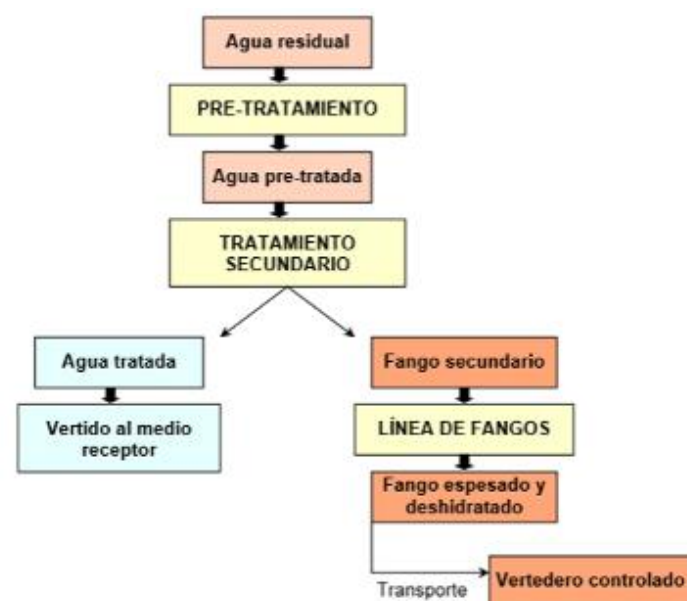 Agua residual
PRE-TRATAMIENTO
Agua pre-tratada
TRATAMIENTO
SECUNDARIO
Agua tratada
Vertido al medio
receptor
Fango secundario
LÍNEA DE FANGOS
Fango espesado y
deshidratado
Transporte
Vertedero controlado